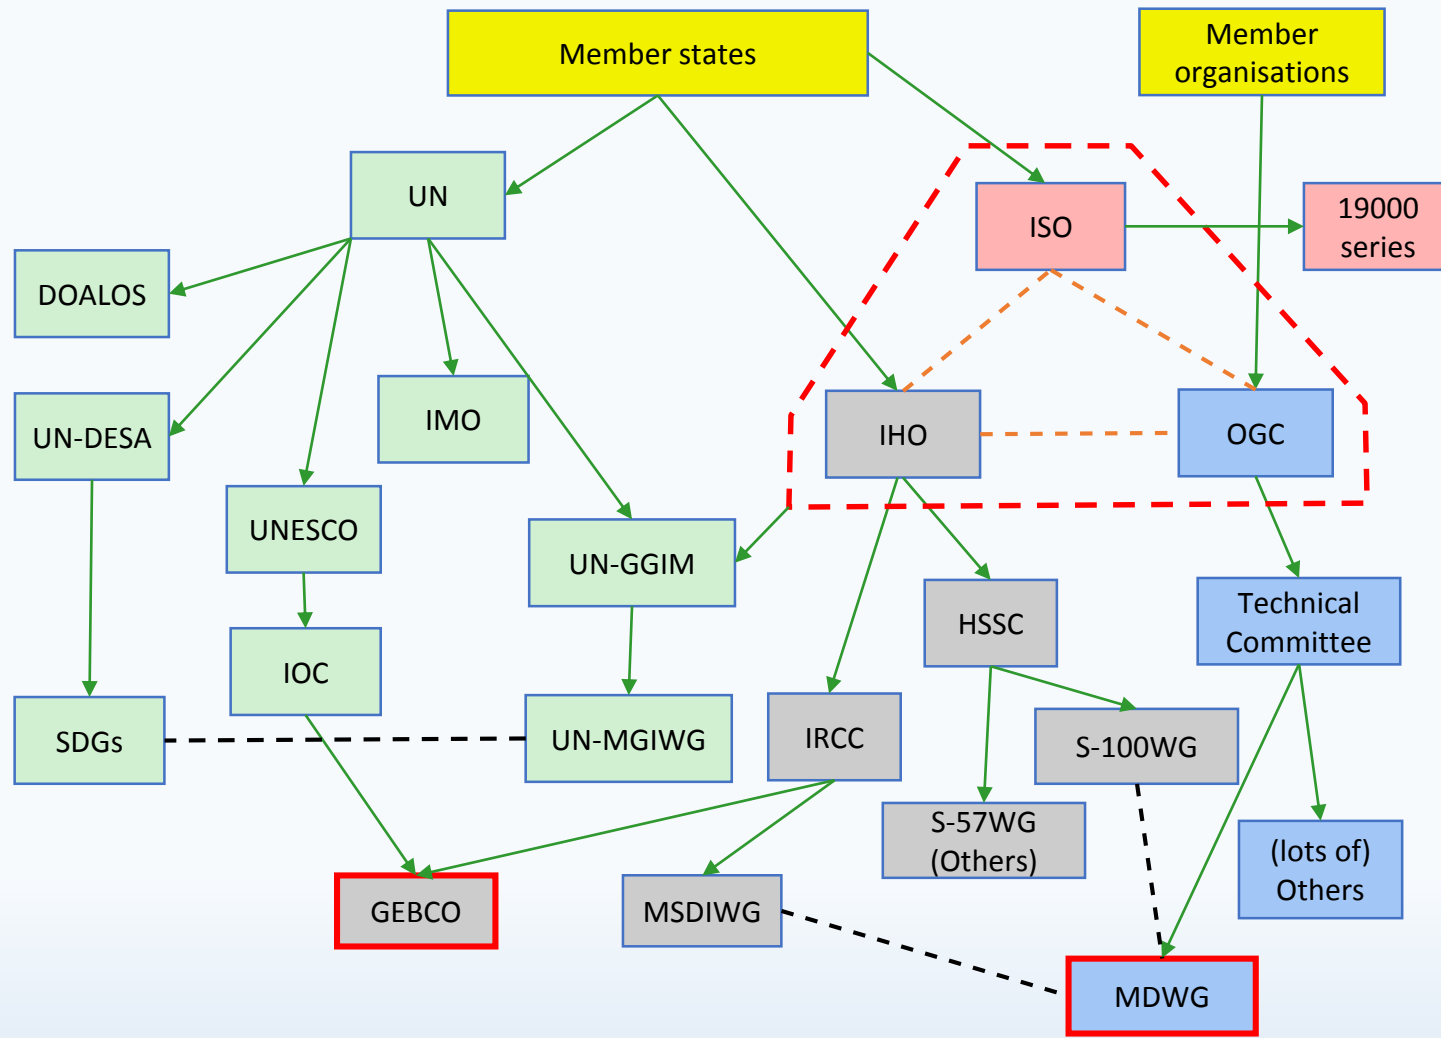 Member states
Member
organisations
UN
ISO
19000
series
DOALOS
IMO
UN-DESA
IHO
OGC
UNESCO
UN-GGIM
HSSC
Technical
Committee
IOC
SDGs
UN-MGIWG
IRCC
S-100WG
S-57WG
(Others)
(lots of)
Others
GEBCO
MSDIWG
MDWG